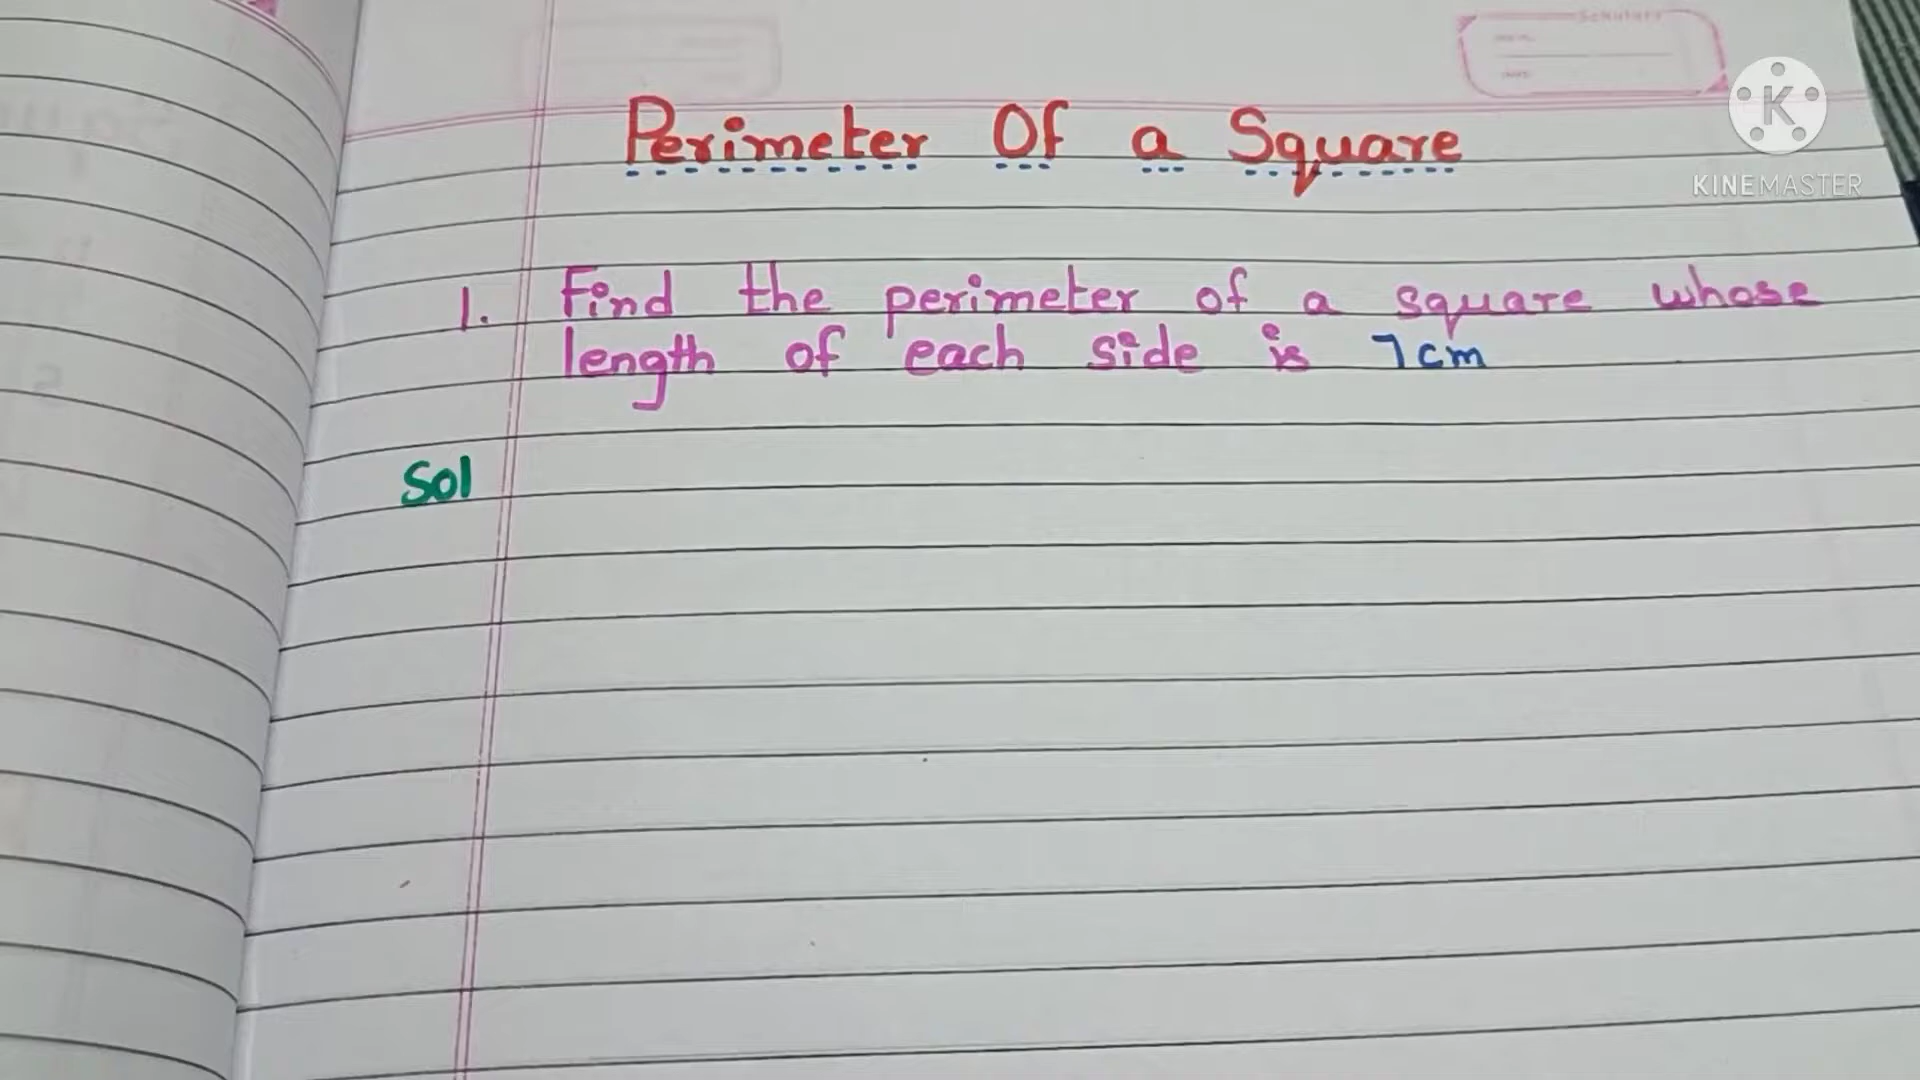 Perimeter Of a Square
1. Find the perimeter of a square whose
length of each side is 7cm
Sol
KINEMASTER